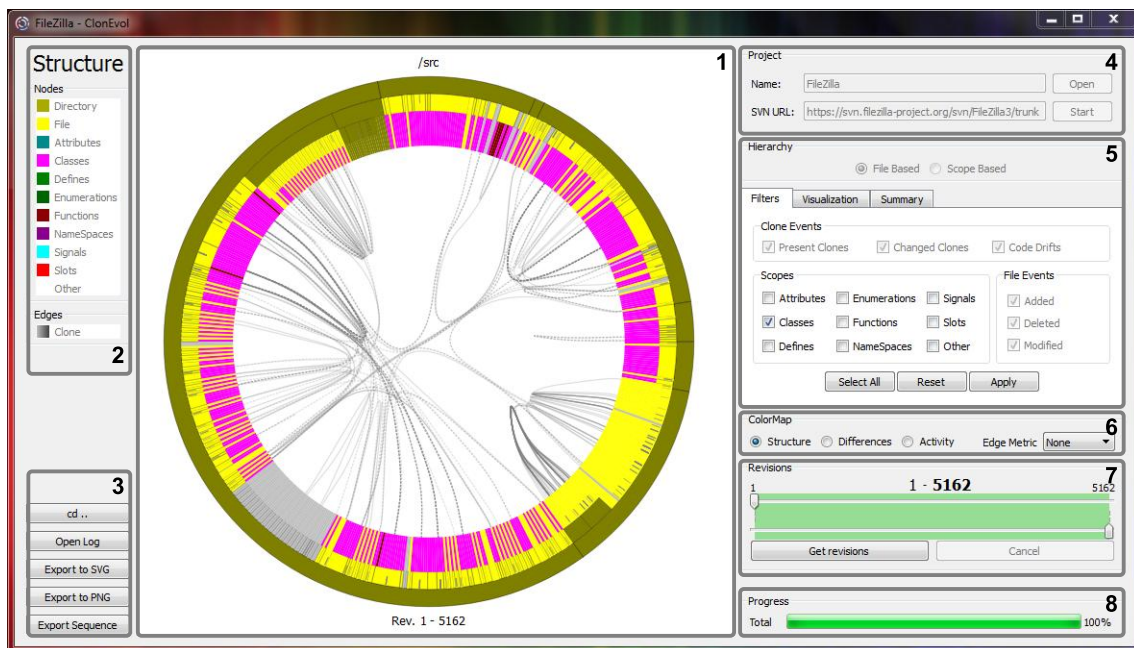 FileZilla - ClonEvol
Structure
Nodes
Directory
File
Attributes
Classes
Defines
Enumerations
Functions
NameSpaces
Signals
Slots
Other
Edges
Clone
2
3
cd ..
Open Log
Export to SVG
Export to PNG
Export Sequence
1
/src
Rev. 1 - 5162
Project 4
Name: FileZilla Open
SVN URL: https://svn.filezilla-project.org/svn/FileZilla3/trunk Start
Hierarchy 5
File Based Scope Based
Filters Visualization Summary
Clone Events
Present Clones Changed Clones Code Drifts
Scopes File Events
Attributes Enumerations Signals Added
Classes Functions Slots Deleted
Defines NameSpaces Other Modified
Select All Reset Apply
ColorMap 6
Structure Differences Activity Edge Metric None
Revisions 7
1 1 - 5162 5162
Get revisions Cancel
Progress 8
Total 100%